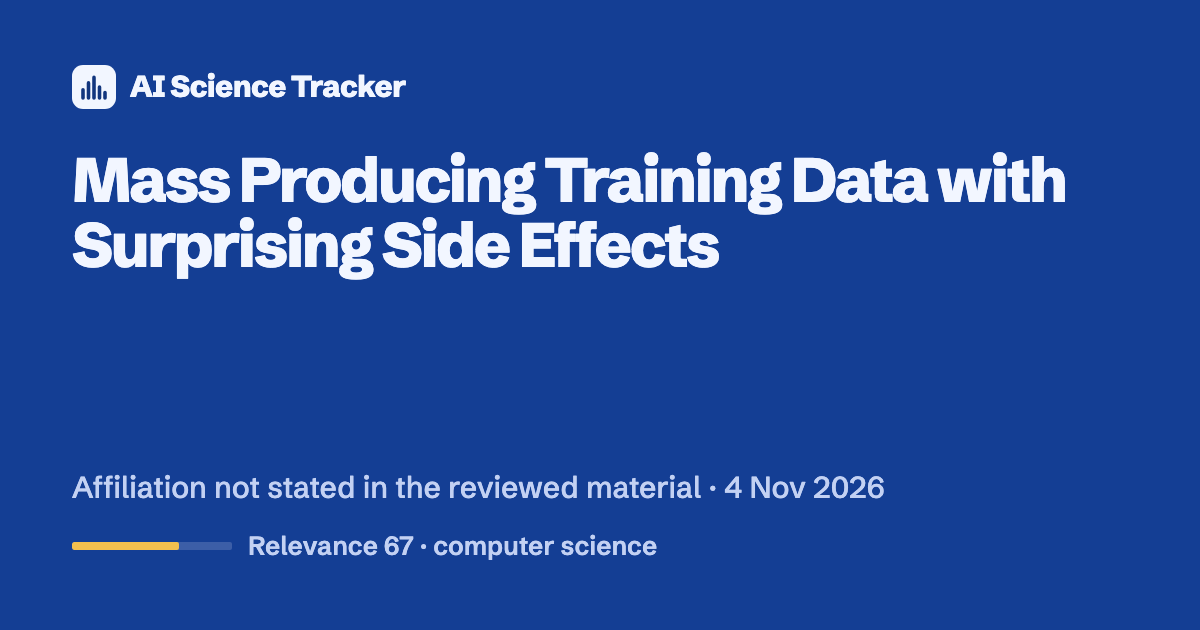 AI Science Tracker
Mass Producing Training Data with
Surprising Side Effects
Affiliation not stated in the reviewed material · 4 Nov 2026
Relevance 67 · computer science